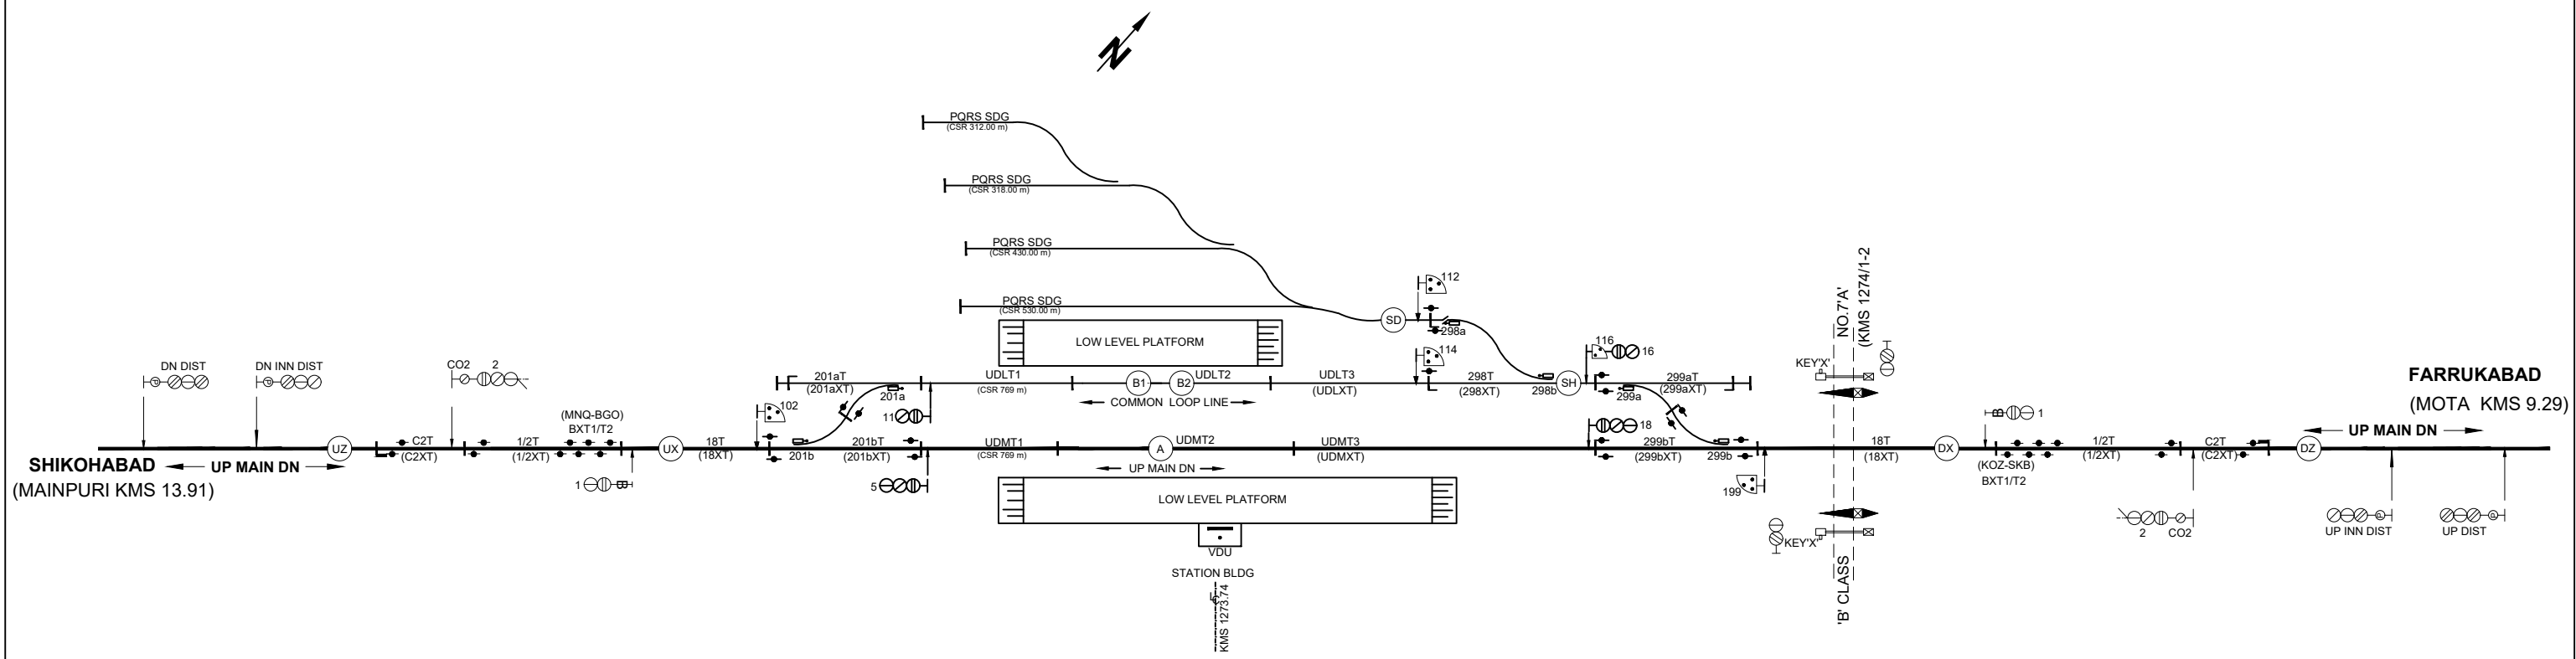 N
PQRS SDG
(CSR 312.00 m)
PQRS SDG
(CSR 318.00 m)
PQRS SDG
(CSR 430.00 m)
PQRS SDG
(CSR 530.00 m)
SD
112
298a
LOW LEVEL PLATFORM
114
116
16
NO.7'A'
(KMS 1274/1-2
KEY'X'
DN DIST
P
DN INN DIST
P
CO2
2
201aT
(201aXT)
201a
11
UDLT1
(CSR 769 m)
B1
B2
UDLT2
COMMON LOOP LINE
UDLT3
(UDLXT)
298T
(298XT)
298b
SH
299a
299aT
(299aXT)
FARRUKABAD
(MOTA KMS 9.29)
UP MAIN DN
102
(MNQ-BGO)
BXT1/T2
UZ
C2T
(C2XT)
1/2T
(1/2XT)
UX
18T
(18XT)
201b
201bT
(201bXT)
UDMT1
(CSR 769 m)
A
UDMT2
UP MAIN DN
UDMT3
(UDMXT)
18
299bT
(299bXT)
299b
18T
(18XT)
DX
B
1
(KOZ-SKB)
BXT1/T2
1/2T
(1/2XT)
C2T
(C2XT)
DZ
SHIKOHABAD
UP MAIN DN
(MAINPURI KMS 13.91)
1
B
5
LOW LEVEL PLATFORM
199
KEY'X'
2
CO2
P
UP INN DIST
P
UP DIST
VDU
STATION BLDG
KMS 1273.74
'B' CLASS